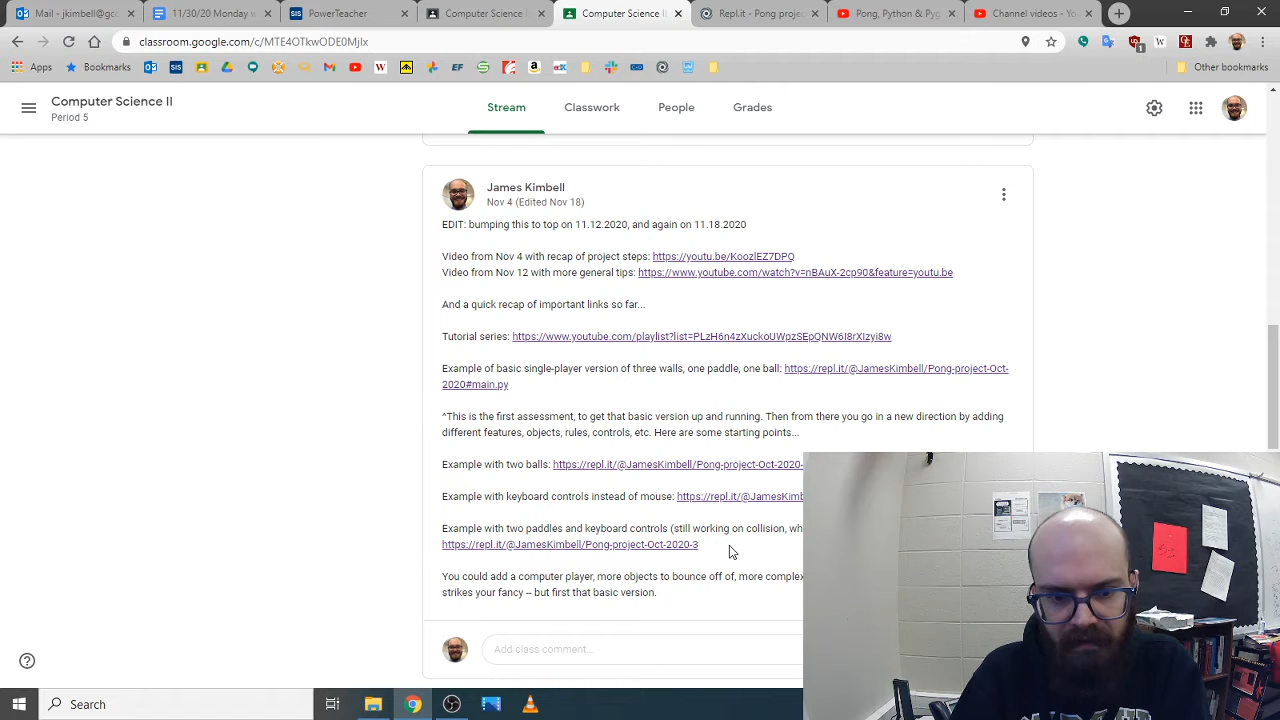 Mail - jkimbell@gcc
11/30/20 Monday w
PowerTeacher
Computer Science I
Computer Science II
Repl.it - Pong projec
Pong, Python & Pyg
Channel videos - You
classroom.google.com/c/MTE4OTkwODE0Mjlx
Apps
Bookmarks
Other bookmarks
Computer Science II
Period 5
Stream
Classwork
People
Grades
James Kimbell
Nov 4 (Edited Nov 18)
EDIT: bumping this to top on 11.12.2020, and again on 11.18.2020
Video from Nov 4 with recap of project steps: https://youtu.be/KoozlEZ7DPQ
Video from Nov 12 with more general tips: https://www.youtube.com/watch?v=nBAuX-2cp90&feature=youtu.be
And a quick recap of important links so far...
Tutorial series: https://www.youtube.com/playlist?list=PLzH6n4zXuckoUWpzSEpQNW6I8rXIzyi8w
Example of basic single-player version of three walls, one paddle, one ball: https://repl.it/@JamesKimbell/Pong-project-Oct-
2020#main.py
^This is the first assessment, to get that basic version up and running. Then from there you go in a new direction by adding
different features, objects, rules, controls, etc. Here are some starting points...
Example with two balls: https://repl.it/@JamesKimbell/Pong-project-Oct-2020-
Example with keyboard controls instead of mouse: https://repl.it/@JamesKimb
Example with two paddles and keyboard controls (still working on collision, wh
https://repl.it/@JamesKimbell/Pong-project-Oct-2020-3
You could add a computer player, more objects to bounce off of, more complex
strikes your fancy -- but first that basic version.
Add class comment...
Search